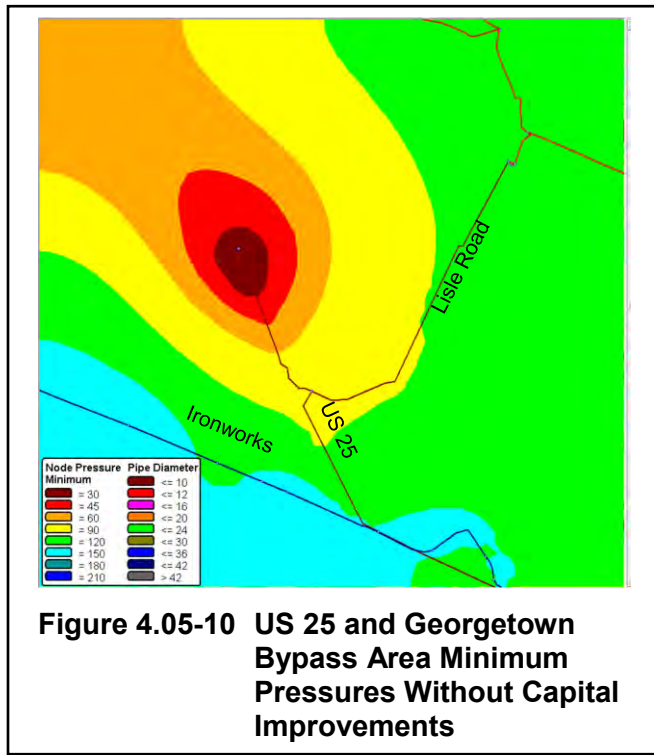 Lisle Road
US 25
Ironworks
Node Pressure Minimum
= 30
= 45
= 60
= 90
= 120
= 150
= 180
= 210
Pipe Diameter
<= 10
<= 12
<= 16
<= 20
<= 24
<= 30
<= 36
<= 42
> 42
Figure 4.05-10 US 25 and Georgetown
Bypass Area Minimum
Pressures Without Capital
Improvements